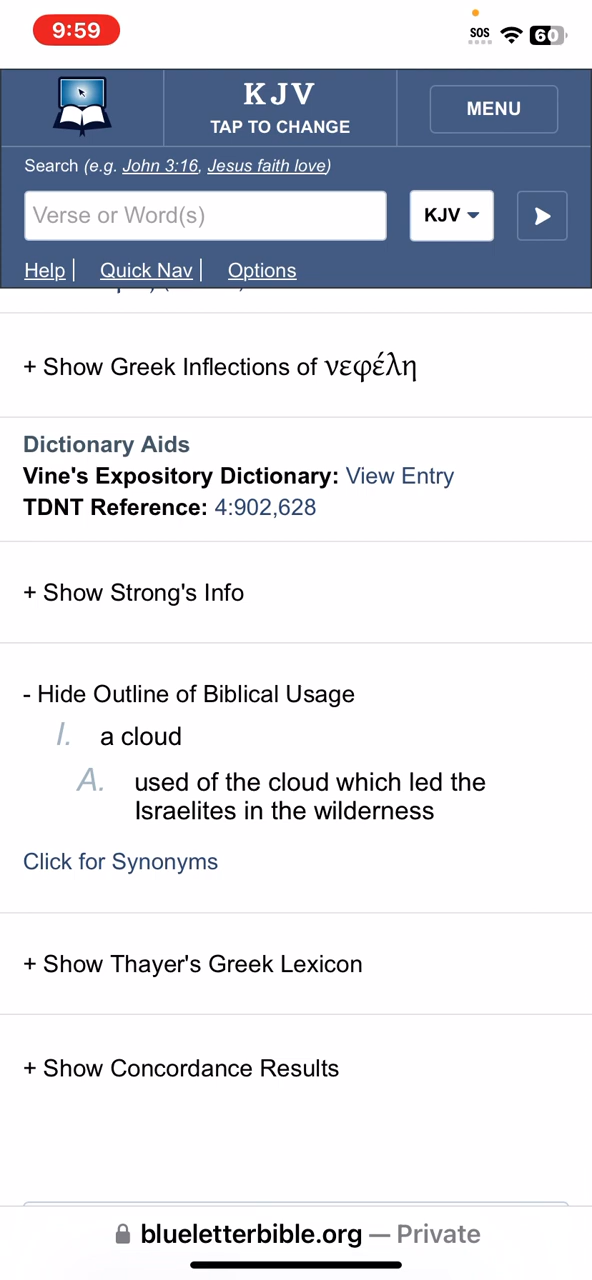 9:59
SOS
60
KJV
TAP TO CHANGE
MENU
Search (e.g. John 3:16, Jesus faith love)
Verse or Word(s)
KJV
Help | Quick Nav | Options
+ Show Greek Inflections of νεφέλη
Dictionary Aids
Vine's Expository Dictionary: View Entry
TDNT Reference: 4:902,628
+ Show Strong's Info
- Hide Outline of Biblical Usage
I. a cloud
A. used of the cloud which led the
Israelites in the wilderness
Click for Synonyms
+ Show Thayer's Greek Lexicon
+ Show Concordance Results
blueletterbible.org — Private